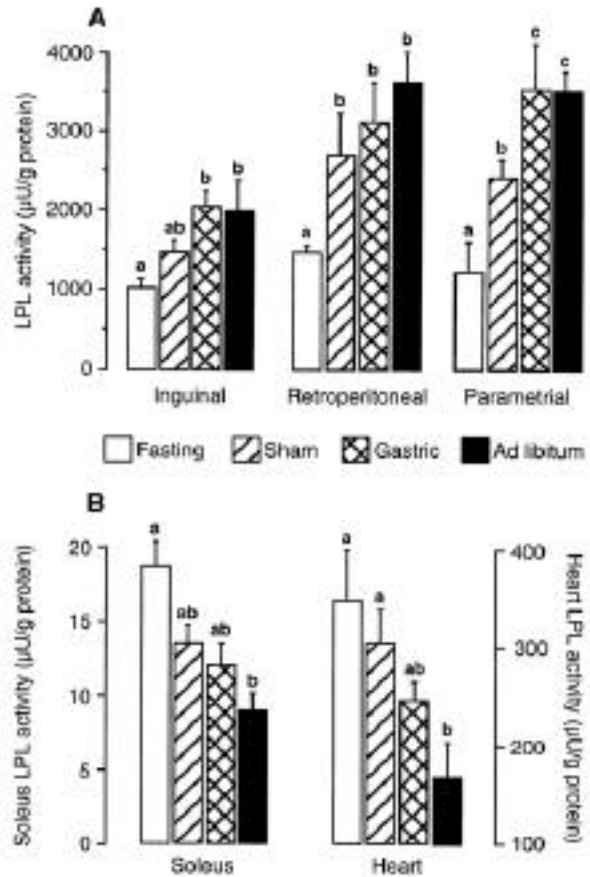 A
LPL activity (µU/g protein)
4000
3000
2000
1000
0
a
ab
b
b
a
b
b
b
a
b
c
c
Inguinal Retroperitoneal Parametrial
Fasting Sham Gastric Ad libitum
B
Soleus LPL activity (µU/g protein)
20
15
10
5
0
a
ab
ab
b
a
a
ab
b
400
300
200
100
Heart LPL activity (µU/g protein)
Soleus Heart